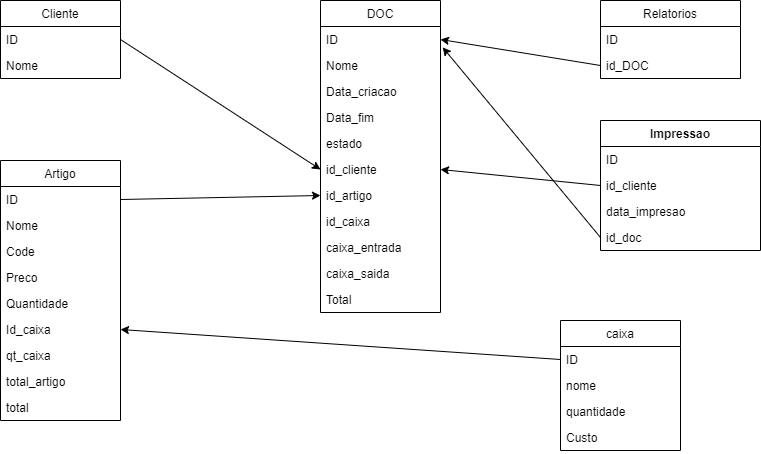 Cliente
ID
Nome
DOC
ID
Nome
Data_criacao
Data_fim
estado
id_cliente
id_artigo
id_caixa
caixa_entrada
caixa_saida
Total
Relatorios
ID
id_DOC
Impressao
ID
id_cliente
data_impresao
id_doc
Artigo
ID
Nome
Code
Preco
Quantidade
Id_caixa
qt_caixa
total_artigo
total
caixa
ID
nome
quantidade
Custo